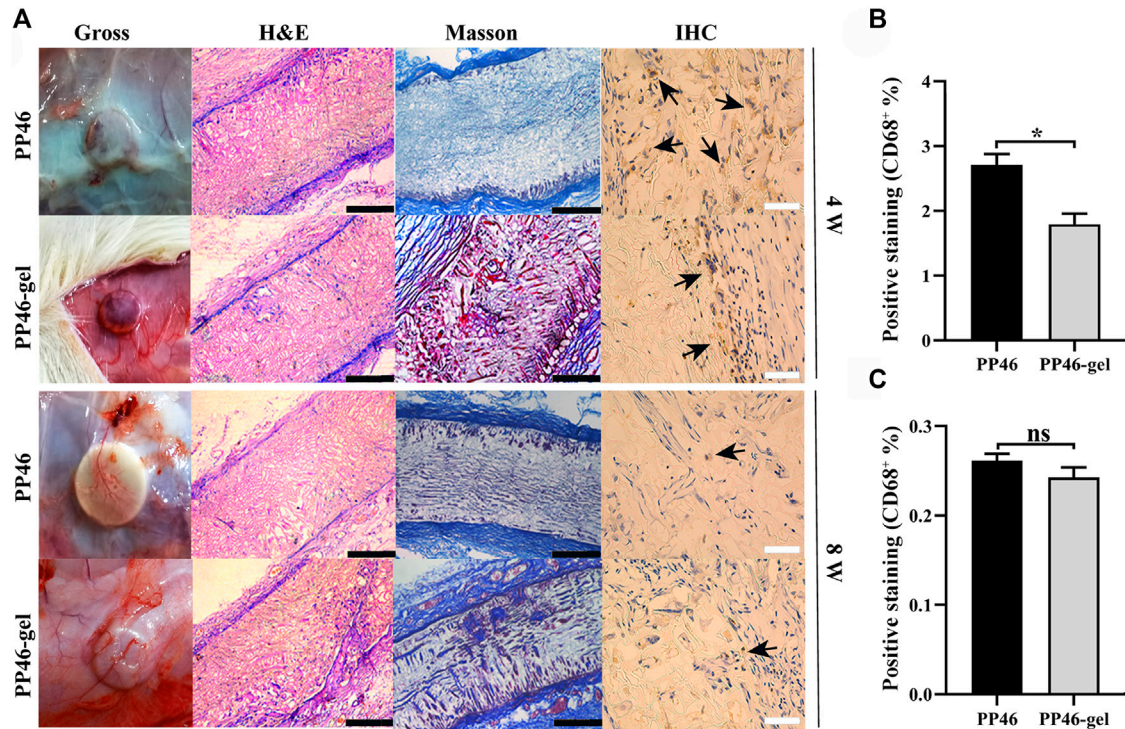 A
Gross H&E Masson IHC
PP46
PP46-gel
4 W
PP46
PP46-gel
8 W
B
Positive staining (CD68⁺ %)
4
3
2
1
0
*
PP46 PP46-gel
C
Positive staining (CD68⁺ %)
0.3
0.2
0.1
0.0
ns
PP46 PP46-gel